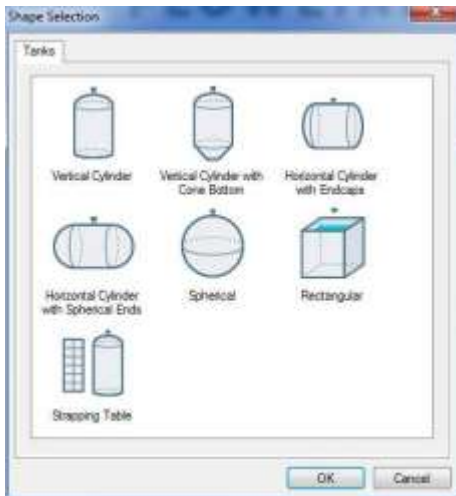 Shape Selection
Tanks
Vertical Cylinder
Vertical Cylinder with
Cone Bottom
Horizontal Cylinder
with Endcaps
Horizontal Cylinder
with Spherical Ends
Spherical
Rectangular
Strapping Table
OK
Cancel